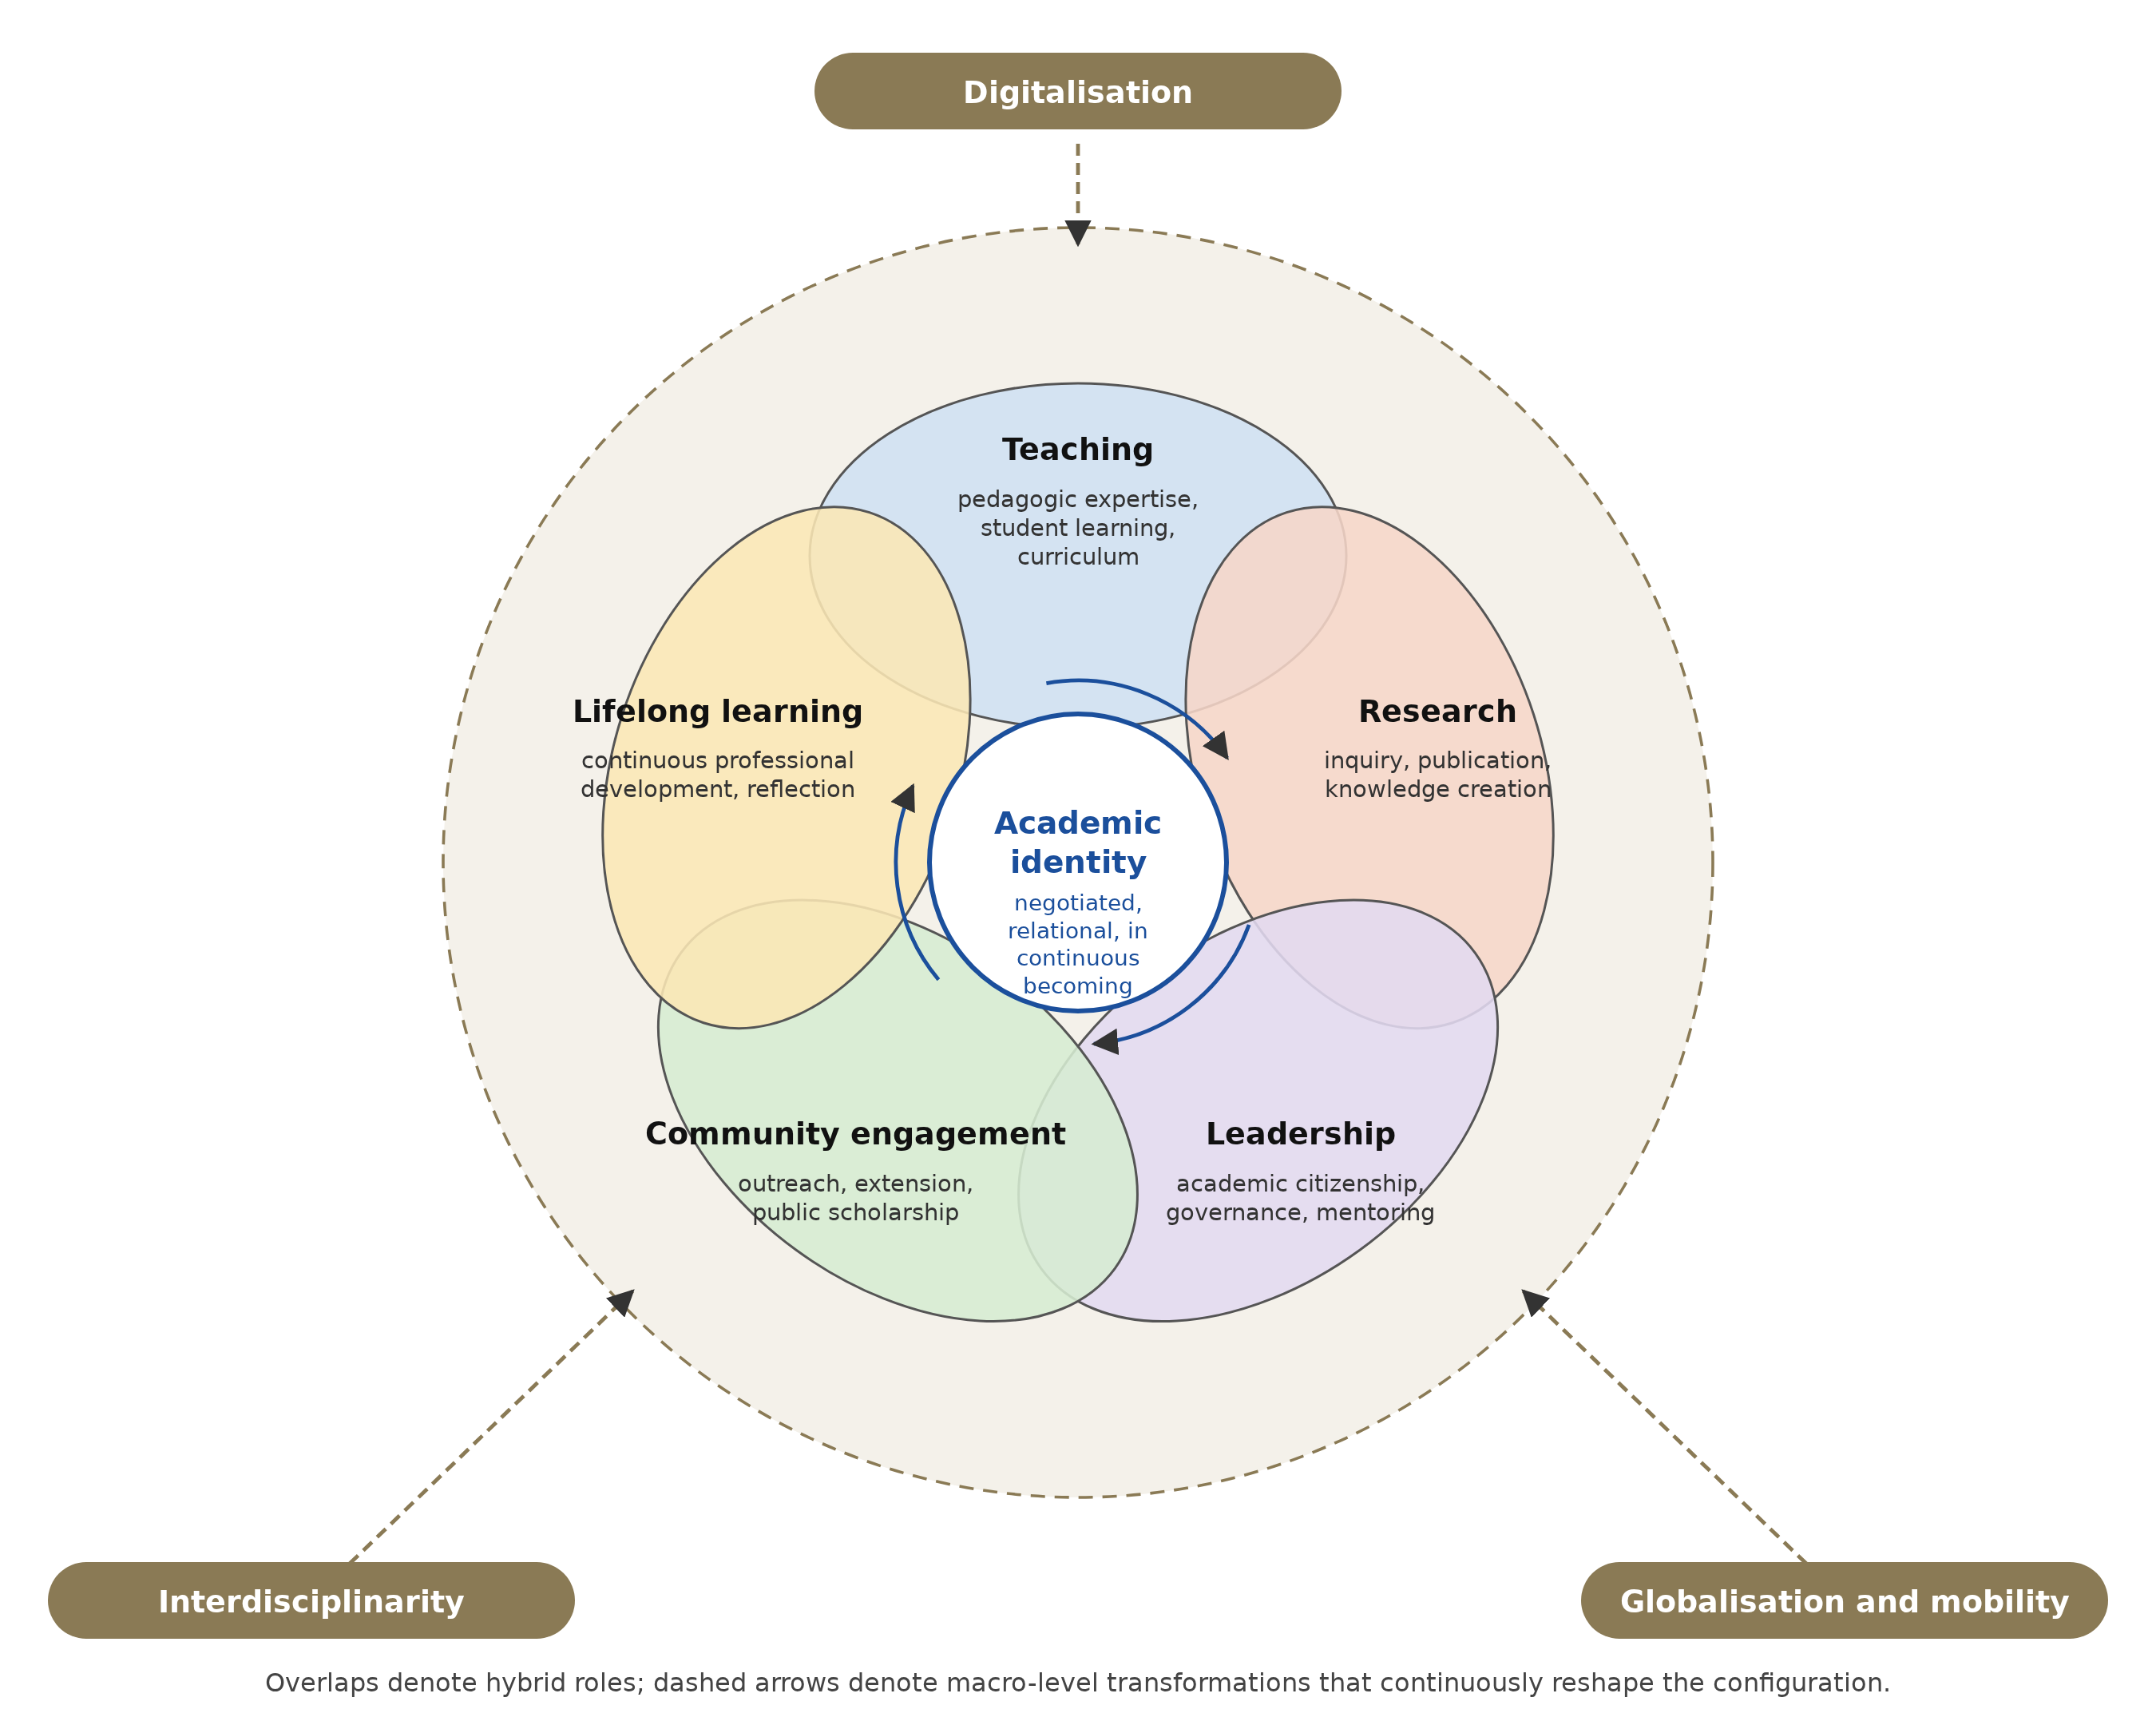 Digitalisation
Teaching
pedagogic expertise,
student learning,
curriculum
Lifelong learning
continuous professional
development, reflection
Research
inquiry, publication,
knowledge creation
Academic
identity
negotiated,
relational, in
continuous
becoming
Community engagement
outreach, extension,
public scholarship
Leadership
academic citizenship,
governance, mentoring
Interdisciplinarity
Globalisation and mobility
Overlaps denote hybrid roles; dashed arrows denote macro-level transformations that continuously reshape the configuration.